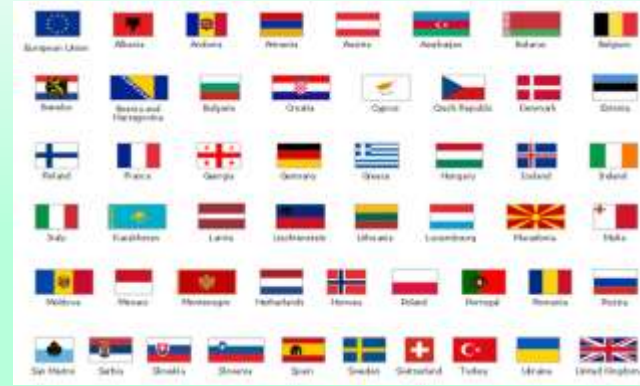 European Union Albania Andorra Armenia Austria Azerbaijan Belarus Belgium
Bosnia and
Herzegovina Bulgaria Croatia Cyprus Czech Republic Denmark Estonia
Finland France Georgia Germany Greece Hungary Iceland Ireland
Italy Kazakhstan Latvia Liechtenstein Lithuania Luxembourg Macedonia Malta
Moldova Monaco Montenegro Netherlands Norway Poland Portugal Romania Russia
San Marino Serbia Slovakia Slovenia Spain Sweden Switzerland Turkey Ukraine United Kingdom